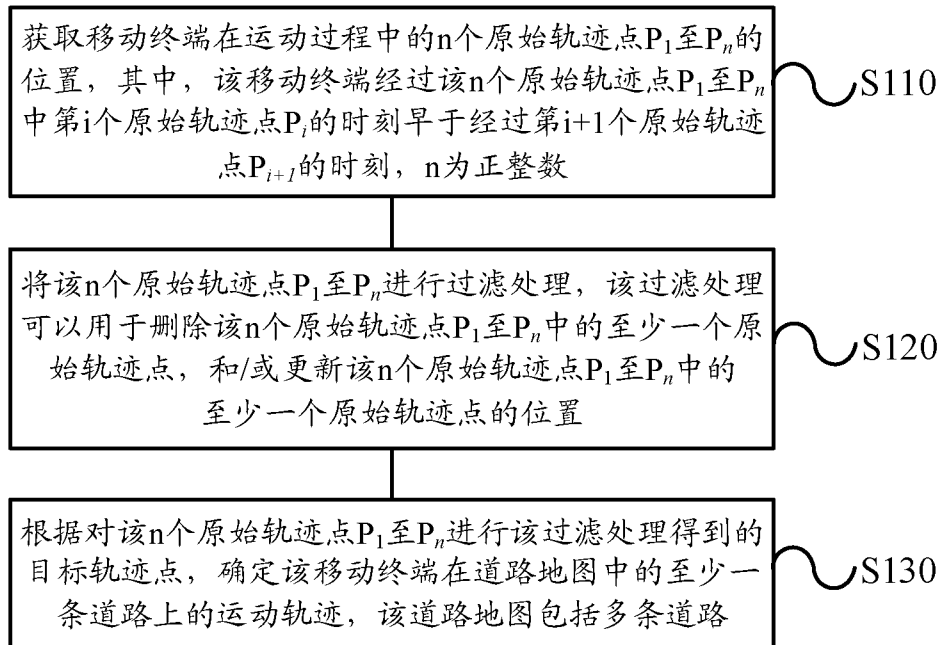 获取移动终端在运动过程中的n个原始轨迹点P₁至Pₙ的
位置，其中，该移动终端经过该n个原始轨迹点P₁至Pₙ
中第i个原始轨迹点Pᵢ的时刻早于经过第i+1个原始轨迹
点Pᵢ₊₁的时刻，n为正整数
S110
将该n个原始轨迹点P₁至Pₙ进行过滤处理，该过滤处理
可以用于删除该n个原始轨迹点P₁至Pₙ中的至少一个原
始轨迹点，和/或更新该n个原始轨迹点P₁至Pₙ中的
至少一个原始轨迹点的位置
S120
根据对该n个原始轨迹点P₁至Pₙ进行该过滤处理得到的
目标轨迹点，确定该移动终端在道路地图中的至少一
条道路上的运动轨迹，该道路地图包括多条道路
S130